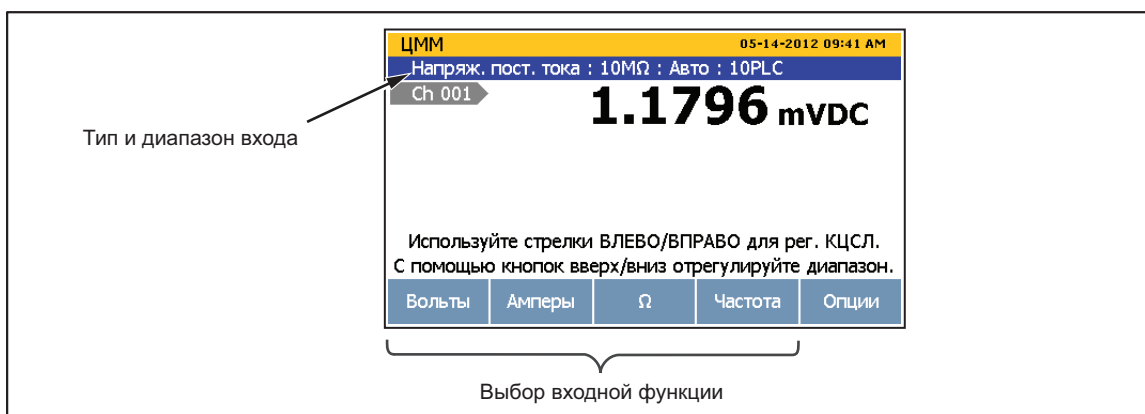 ЦММ 05-14-2012 09:41 AM
Напряж. пост. тока : 10MΩ : Авто : 10PLC
Ch 001
1.1796 mVDC
Тип и диапазон входа
Используйте стрелки ВЛЕВО/ВПРАВО для рег. КЦСЛ.
С помощью кнопок вверх/вниз отрегулируйте диапазон.
Вольты Амперы Ω Частота Опции
Выбор входной функции